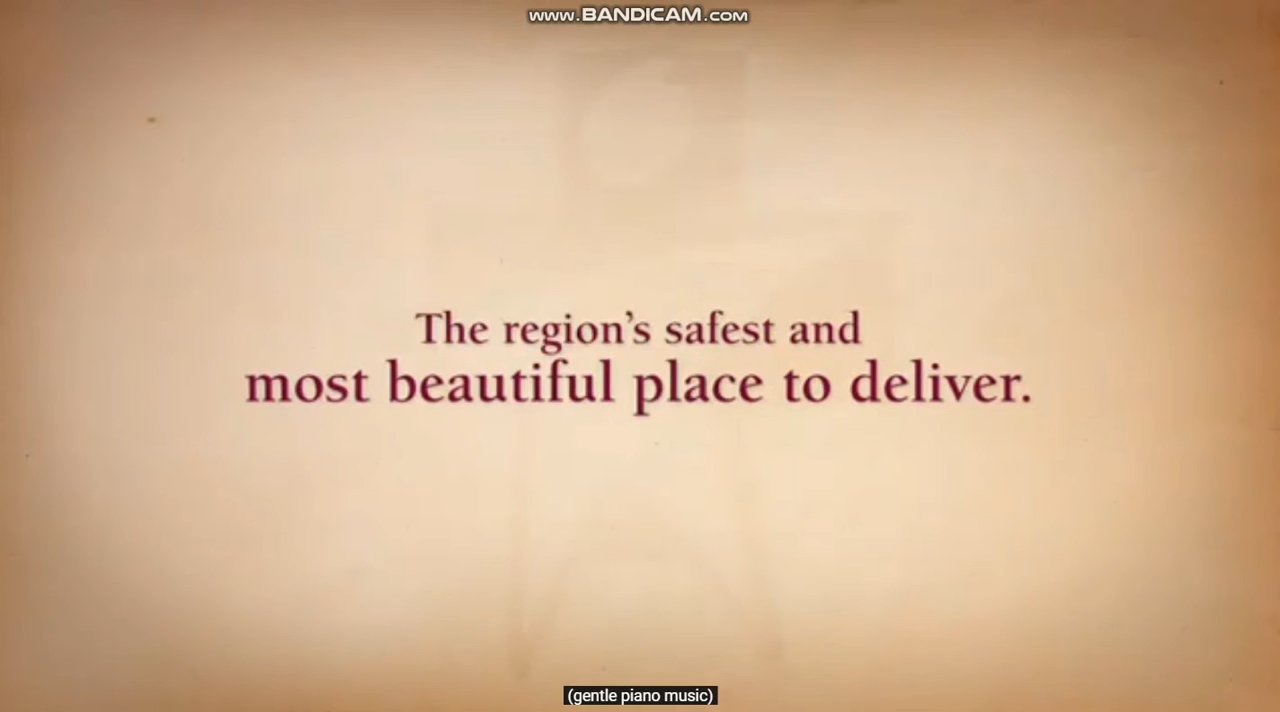 www.BANDICAM.com
The region’s safest and
most beautiful place to deliver.
(gentle piano music)